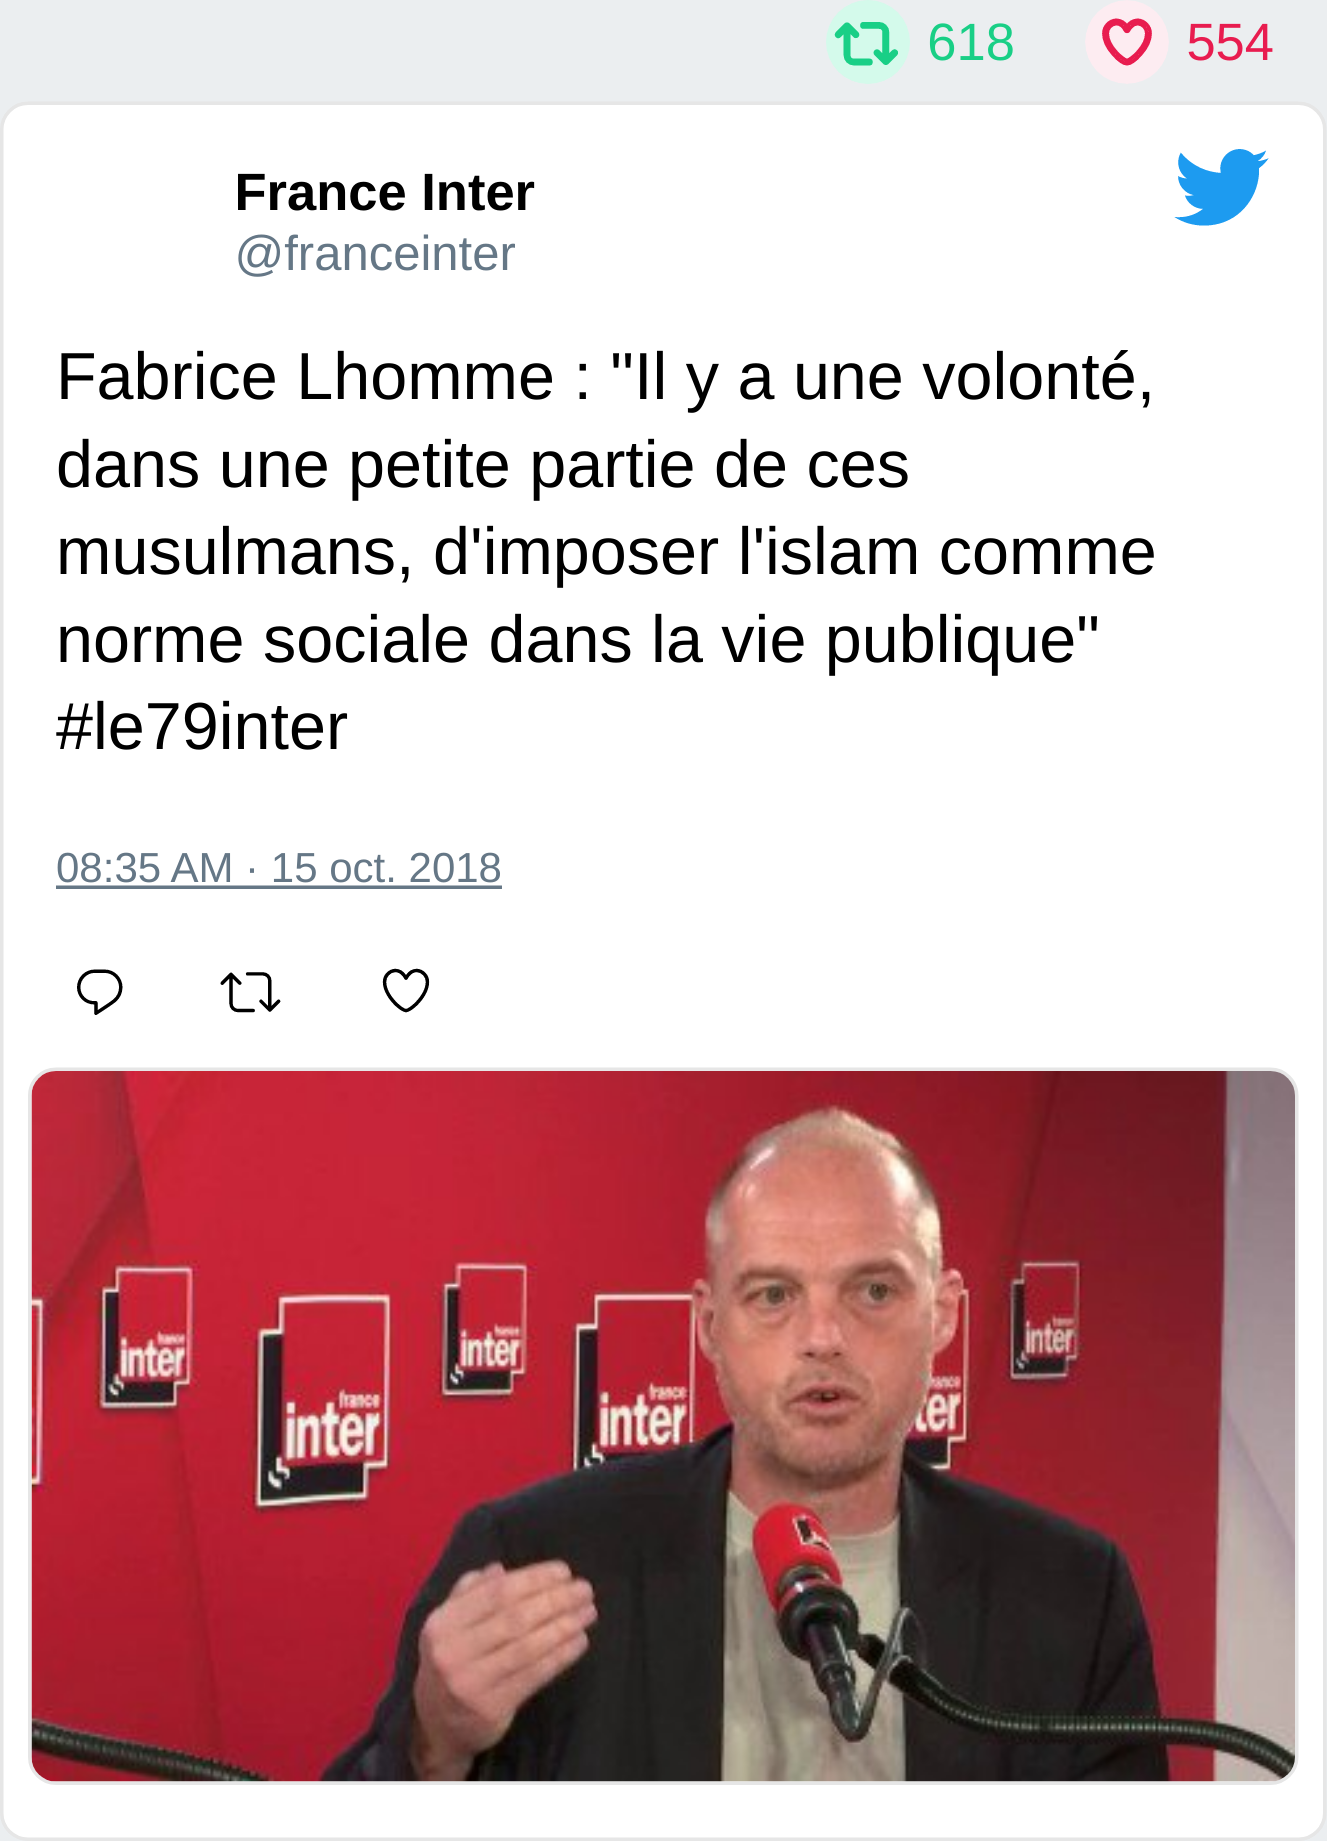 618 554
France Inter
@franceinter
Fabrice Lhomme : "Il y a une volonté,
dans une petite partie de ces
musulmans, d'imposer l'islam comme
norme sociale dans la vie publique"
#le79inter
08:35 AM · 15 oct. 2018
france
inter
france
inter
france
inter
france
inter
france
inter
france
inter